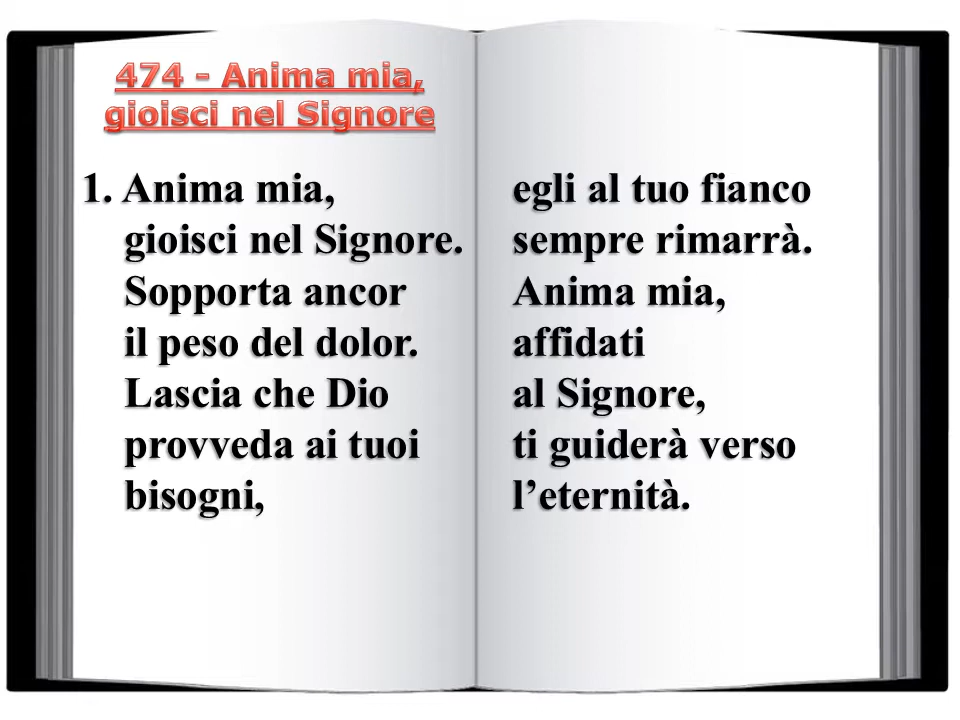 474 - Anima mia,
gioisci nel Signore
1. Anima mia,
gioisci nel Signore.
Sopporta ancor
il peso del dolor.
Lascia che Dio
provveda ai tuoi
bisogni,
egli al tuo fianco
sempre rimarrà.
Anima mia,
affidati
al Signore,
ti guiderà verso
l’eternità.